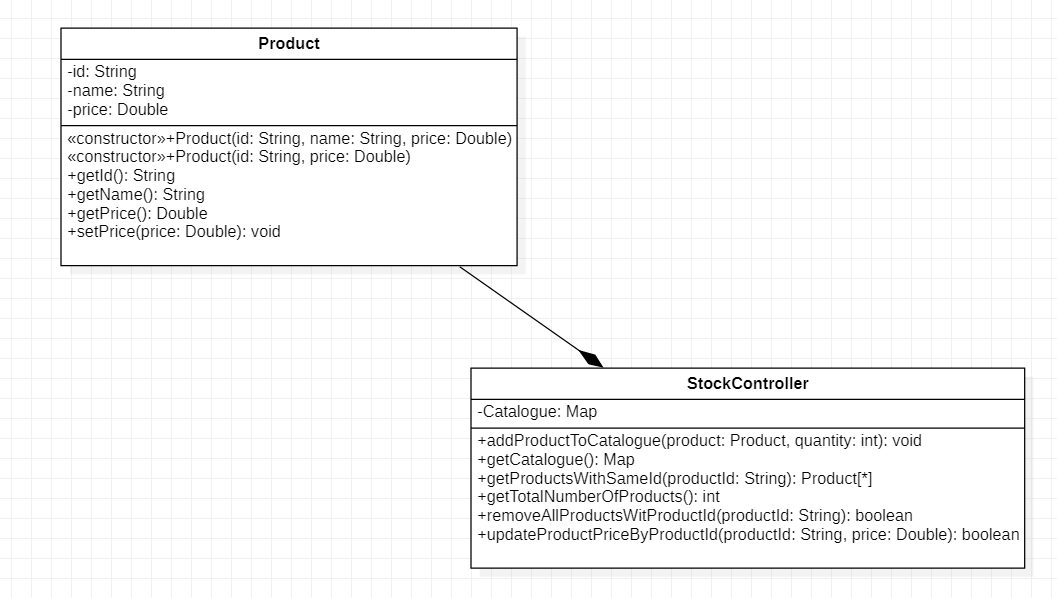 Product
-id: String
-name: String
-price: Double
«constructor»+Product(id: String, name: String, price: Double)
«constructor»+Product(id: String, price: Double)
+getId(): String
+getName(): String
+getPrice(): Double
+setPrice(price: Double): void
StockController
-Catalogue: Map
+addProductToCatalogue(product: Product, quantity: int): void
+getCatalogue(): Map
+getProductsWithSameId(productId: String): Product[*]
+getTotalNumberOfProducts(): int
+removeAllProductsWitProductId(productId: String): boolean
+updateProductPriceByProductId(productId: String, price: Double): boolean